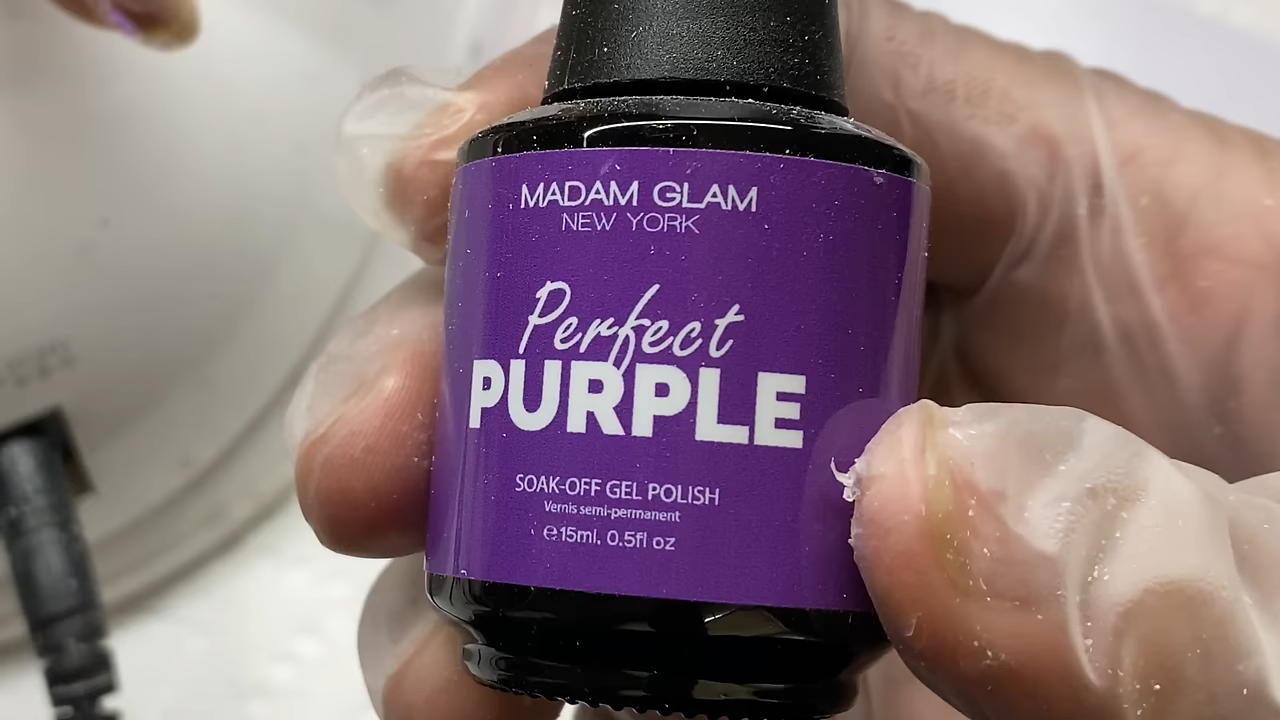 MADAM GLAM
NEW YORK
Perfect
PURPLE
SOAK-OFF GEL POLISH
Vernis semi-permanent
℮15ml, 0.5fl oz